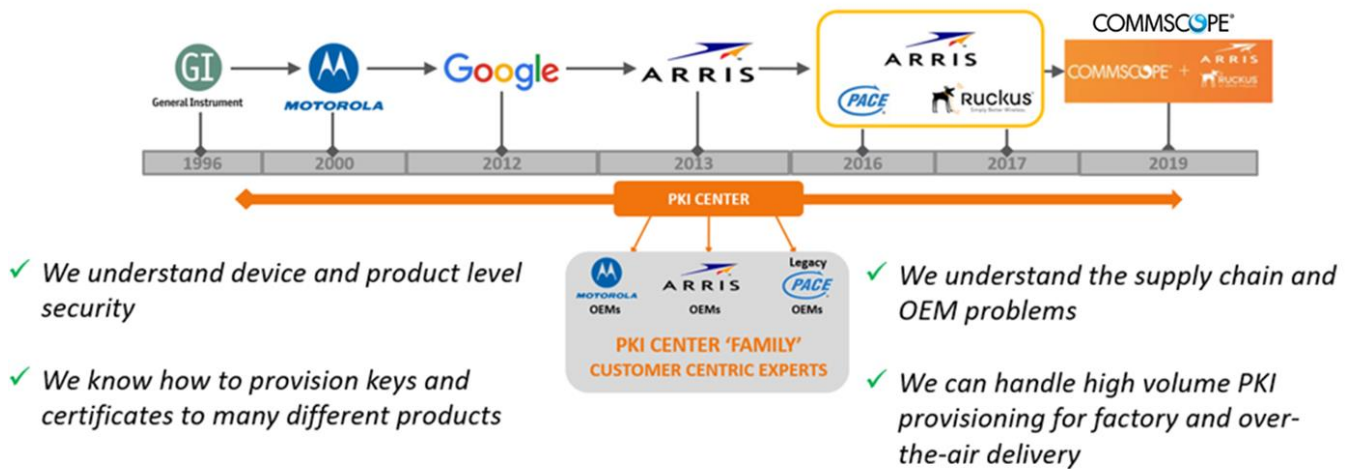 COMMSCOPE®
GI
General Instrument
MOTOROLA
Google
ARRIS
ARRIS
PACE
Ruckus
Simply Better Wireless.
COMMSCOPE® + ARRIS
RUCKUS
1996
2000
2012
2013
2016
2017
2019
PKI CENTER
MOTOROLA
OEMs
ARRIS
OEMs
Legacy
PACE
OEMs
PKI CENTER ‘FAMILY’
CUSTOMER CENTRIC EXPERTS
✓ We understand device and product level
security
✓ We know how to provision keys and
certificates to many different products
✓ We understand the supply chain and
OEM problems
✓ We can handle high volume PKI
provisioning for factory and over-
the-air delivery